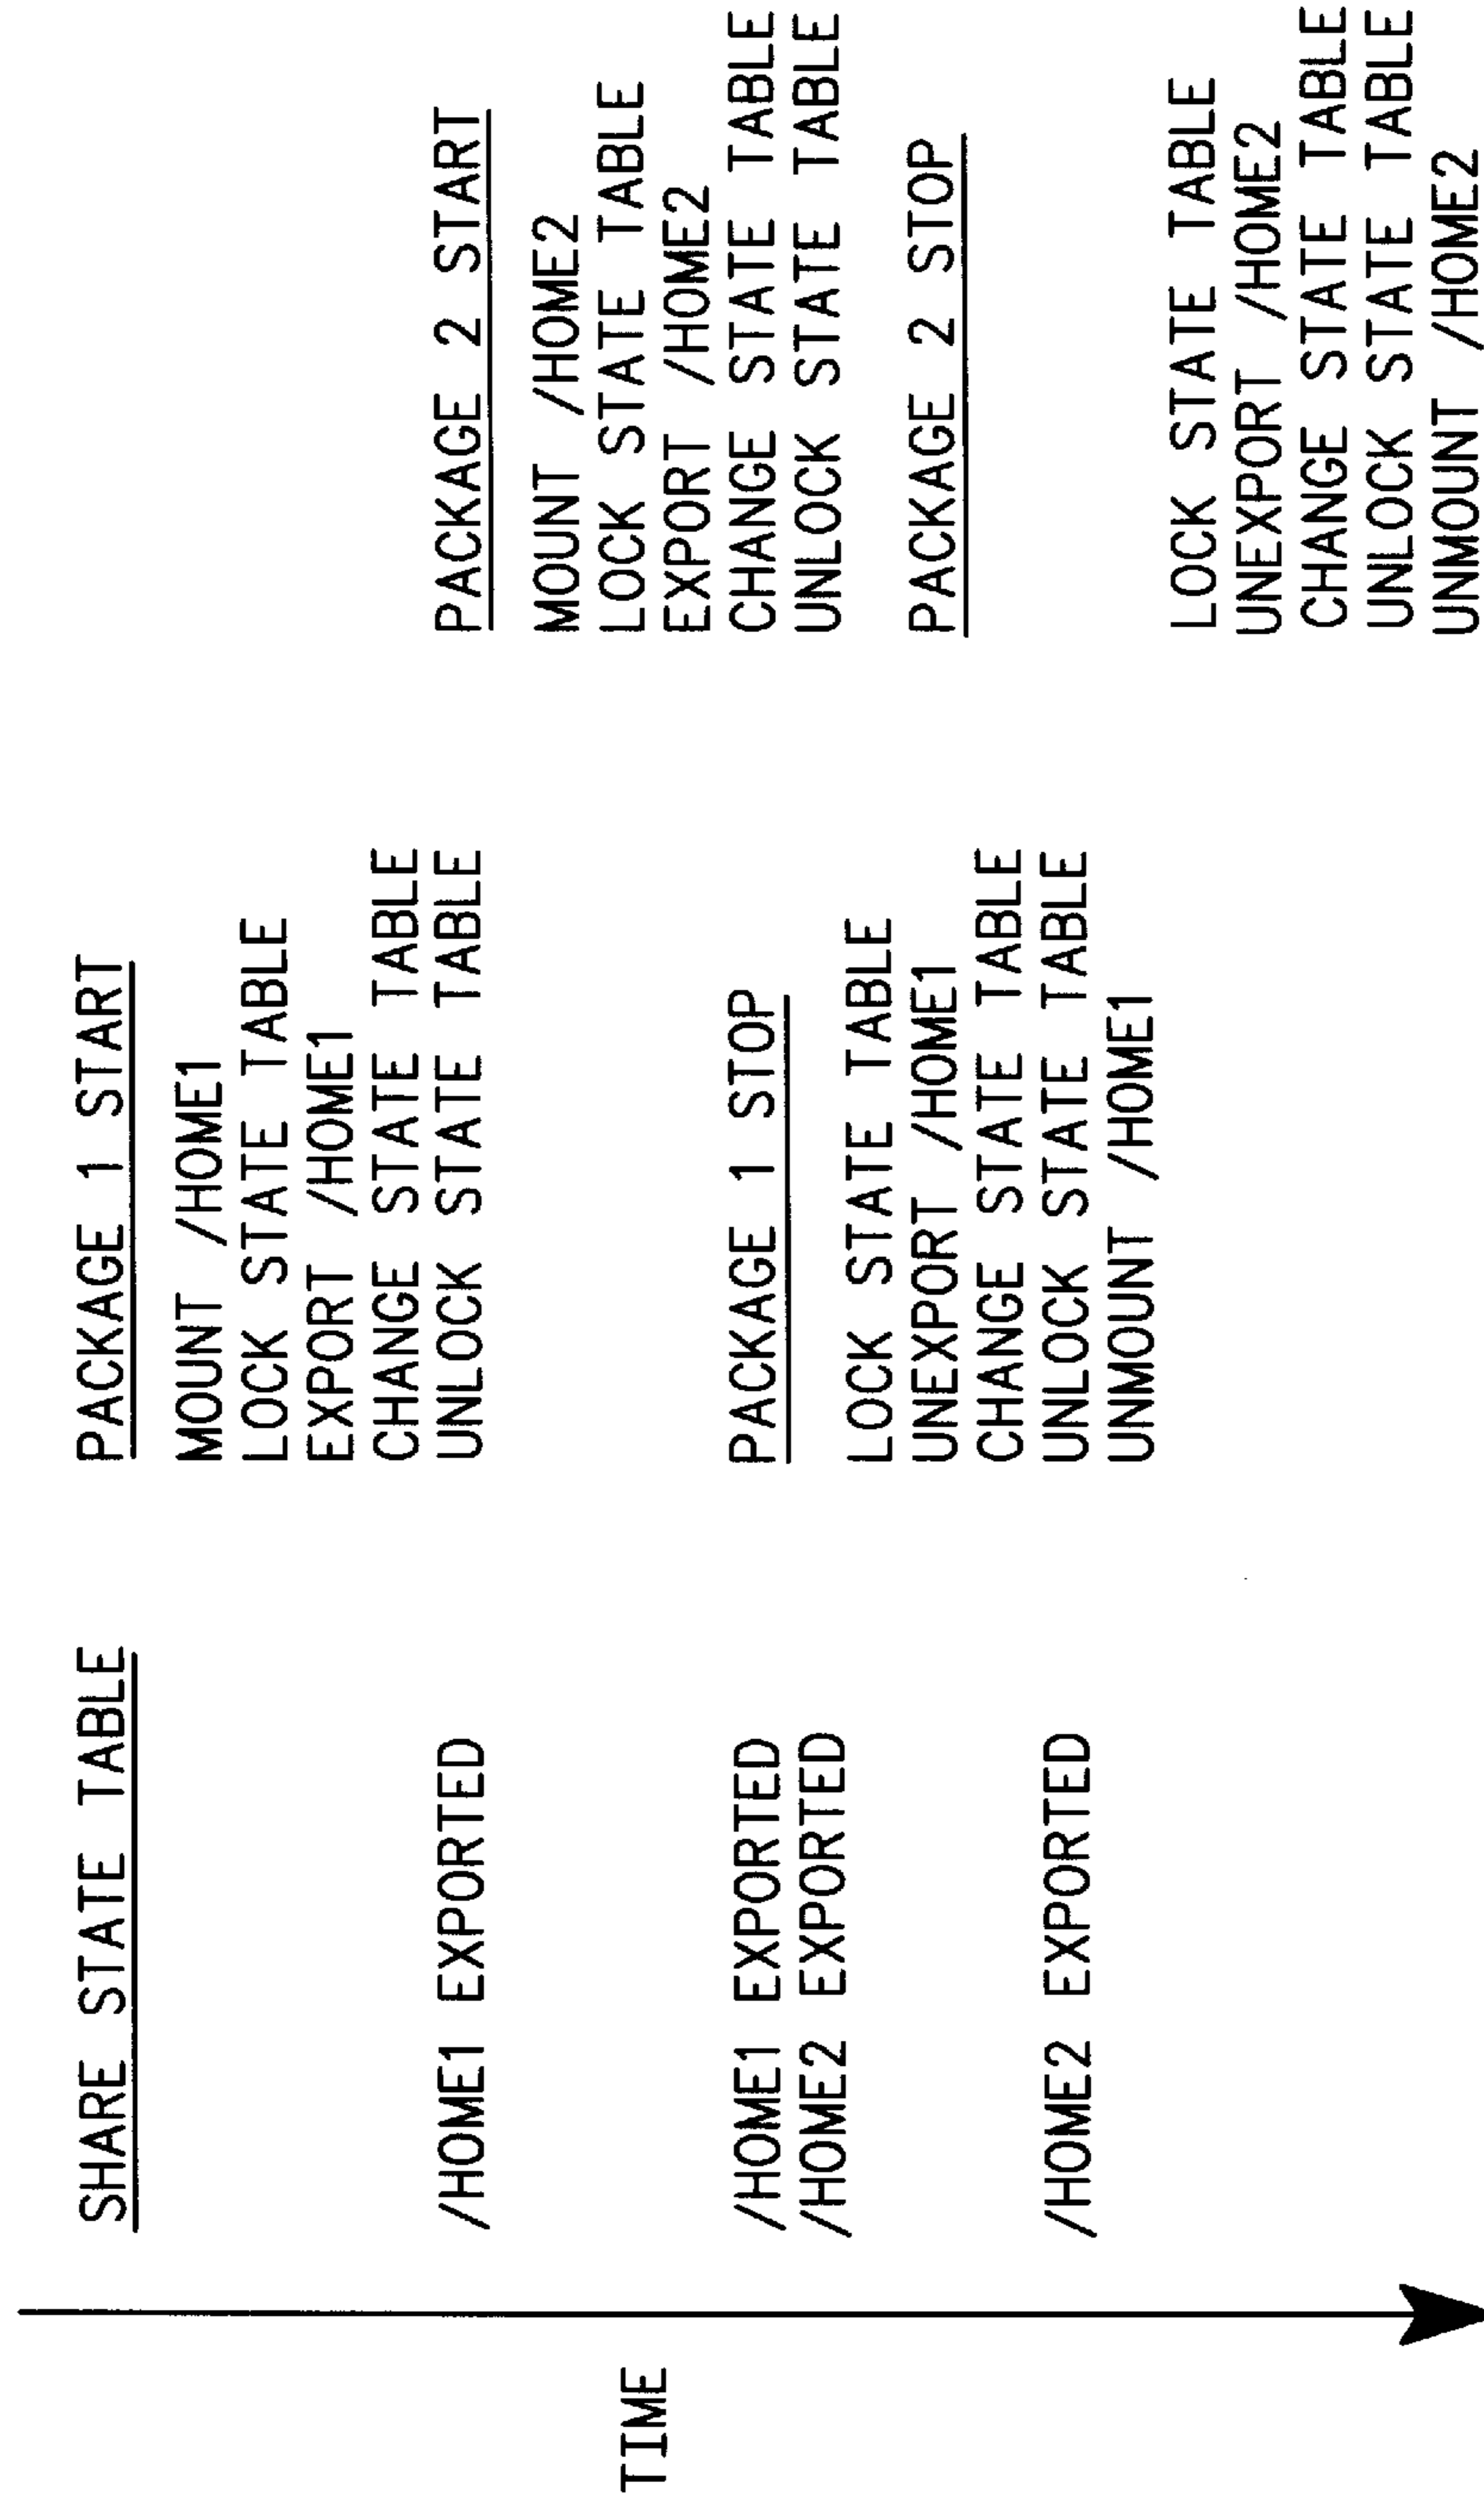 TIME
SHARE STATE TABLE
/HOME1 EXPORTED
/HOME1 EXPORTED
/HOME2 EXPORTED
/HOME2 EXPORTED
PACKAGE 1 START
MOUNT /HOME1
LOCK STATE TABLE
EXPORT /HOME1
CHANGE STATE TABLE
UNLOCK STATE TABLE
PACKAGE 1 STOP
LOCK STATE TABLE
UNEXPORT /HOME1
CHANGE STATE TABLE
UNLOCK STATE TABLE
UNMOUNT /HOME1
PACKAGE 2 START
MOUNT /HOME2
LOCK STATE TABLE
EXPORT /HOME2
CHANGE STATE TABLE
UNLOCK STATE TABLE
PACKAGE 2 STOP
LOCK STATE TABLE
UNEXPORT /HOME2
CHANGE STATE TABLE
UNLOCK STATE TABLE
UNMOUNT /HOME2